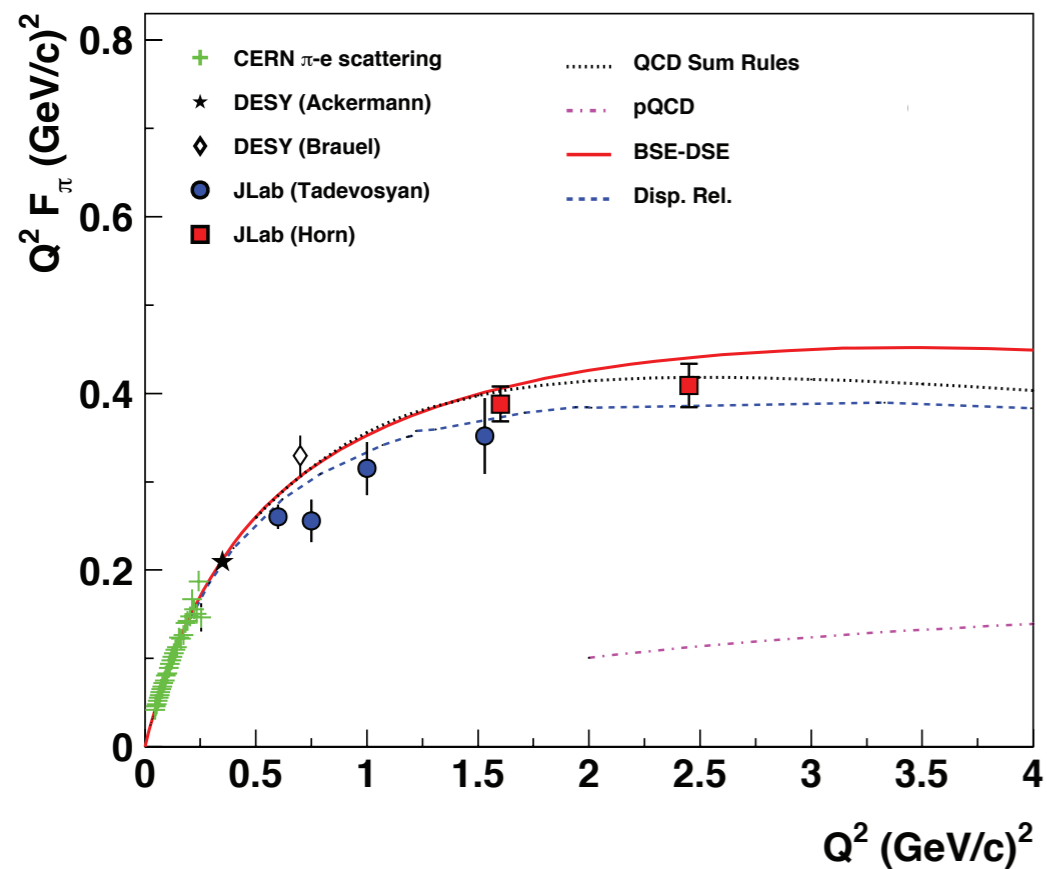 Q² F_π (GeV/c)²
0.8
0.6
0.4
0.2
0
CERN π-e scattering
DESY (Ackermann)
DESY (Brauel)
JLab (Tadevosyan)
JLab (Horn)
QCD Sum Rules
pQCD
BSE-DSE
Disp. Rel.
0 0.5 1 1.5 2 2.5 3 3.5 4
Q² (GeV/c)²